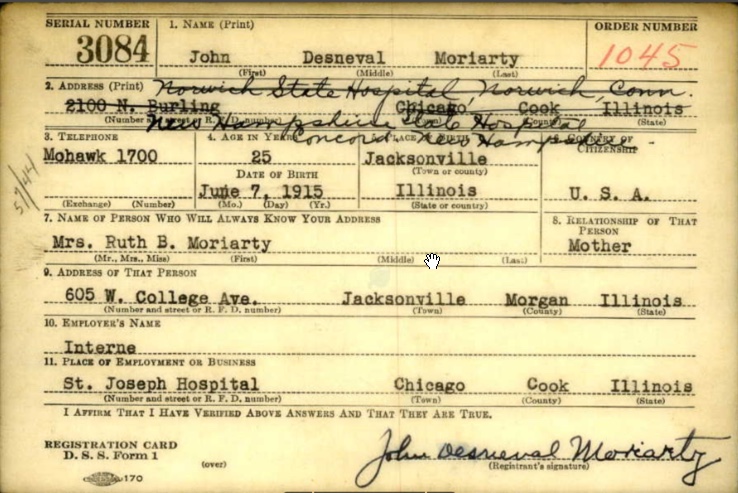 SERIAL NUMBER 1. NAME (Print) ORDER NUMBER
3084 John Desneval Moriarty 1045
(First) (Middle) (Last)
2. ADDRESS (Print) Norwich State Hospital Norwich, Conn.
2100 N. Burling Chicago Cook Illinois
New Hampshire State Hospital
(Number and street or R. F. D. number) (County) (State)
Concord New Hampshire
3. TELEPHONE 4. AGE IN YEARS 5. PLACE OF BIRTH 6. COUNTRY OF CITIZENSHIP
Mohawk 1700 25 Jacksonville
(Town or county)
DATE OF BIRTH
June 7, 1915 Illinois U. S. A.
(Exchange) (Number) (Mo.) (Day) (Yr.) (State or country)
7. NAME OF PERSON WHO WILL ALWAYS KNOW YOUR ADDRESS 8. RELATIONSHIP OF THAT PERSON
Mrs. Ruth B. Moriarty Mother
(Mr., Mrs., Miss) (First) (Middle) (Last)
9. ADDRESS OF THAT PERSON
605 W. College Ave. Jacksonville Morgan Illinois
(Number and street or R. F. D. number) (Town) (County) (State)
10. EMPLOYER'S NAME
Interne
11. PLACE OF EMPLOYMENT OR BUSINESS
St. Joseph Hospital Chicago Cook Illinois
(Number and street or R. F. D. number) (Town) (County) (State)
I AFFIRM THAT I HAVE VERIFIED ABOVE ANSWERS AND THAT THEY ARE TRUE.
REGISTRATION CARD
D. S. S. Form 1
(over)
John Desneval Moriarty
(Registrant's signature)
170